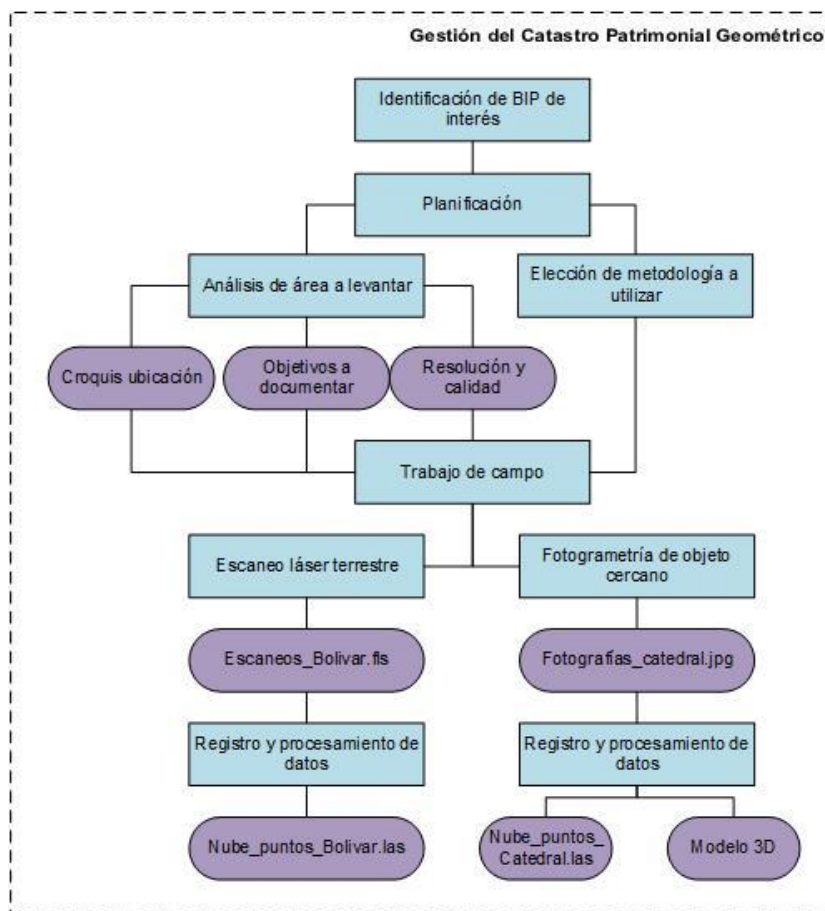 Gestión del Catastro Patrimonial Geométrico
Identificación de BIP de
interés
Planificación
Análisis de área a levantar
Elección de metodología a
utilizar
Croquis ubicación
Objetivos a
documentar
Resolución y
calidad
Trabajo de campo
Escaneo láser terrestre
Fotogrametría de objeto
cercano
Escaneos_Bolivar.fls
Fotografías_catedral.jpg
Registro y procesamiento de
datos
Registro y procesamiento de
datos
Nube_puntos_Bolivar.las
Nube_puntos_
Catedral.las
Modelo 3D